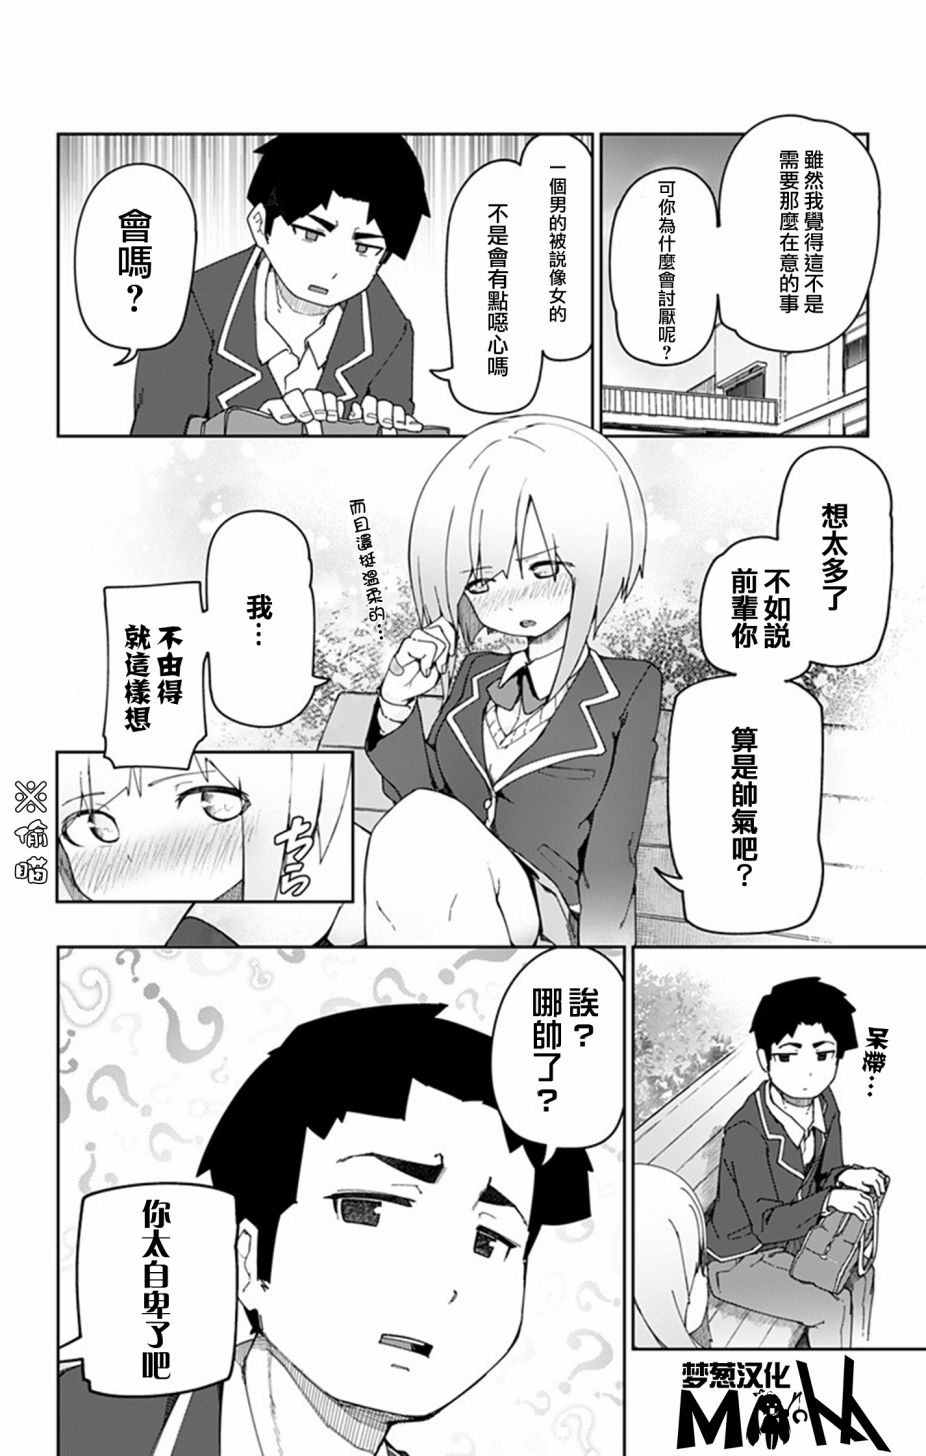 雖然我覺得這不是
需要那麼在意的事
可你為什麼會討厭呢？
一個男的被説像女的
不是會有點噁心嗎
會嗎？
想太多了
不如說
前輩你
算是帥氣吧？
而且還挺溫柔的…
我…
不由得
就這樣想
ちら
※偷瞄
呆滯…
誒？
哪帥了？
你太自卑了吧
梦葱汉化